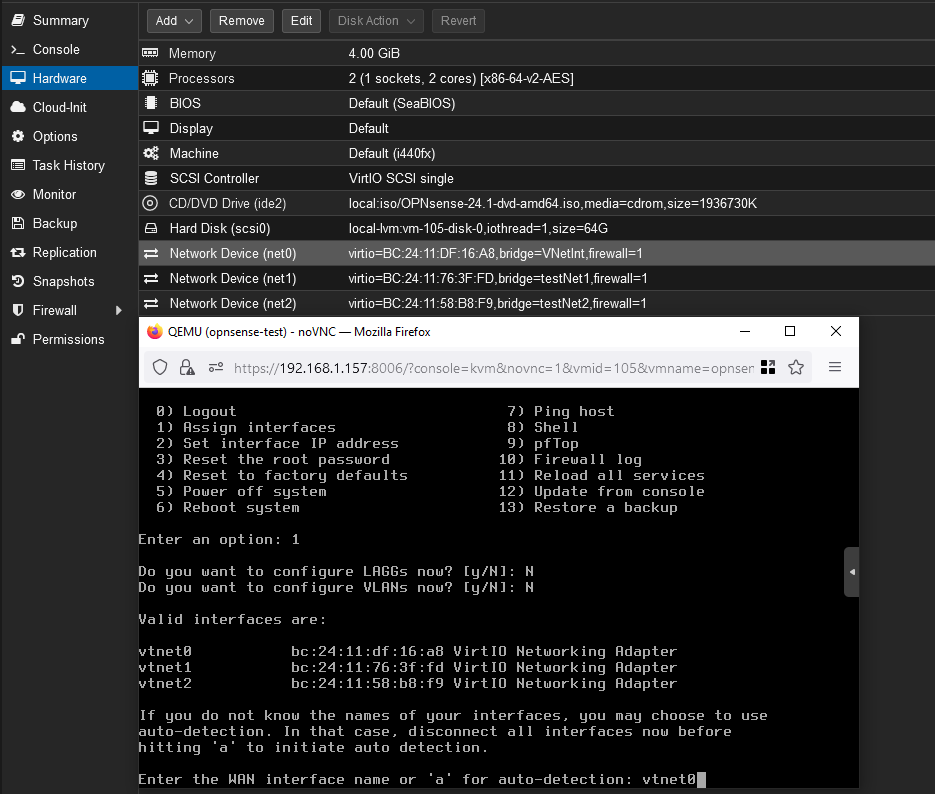 Summary
Console
Hardware
Cloud-Init
Options
Task History
Monitor
Backup
Replication
Snapshots
Firewall
Permissions
Add Remove Edit Disk Action Revert
Memory 4.00 GiB
Processors 2 (1 sockets, 2 cores) [x86-64-v2-AES]
BIOS Default (SeaBIOS)
Display Default
Machine Default (i440fx)
SCSI Controller VirtIO SCSI single
CD/DVD Drive (ide2) local:iso/OPNsense-24.1-dvd-amd64.iso,media=cdrom,size=1936730K
Hard Disk (scsi0) local-lvm:vm-105-disk-0,iothread=1,size=64G
Network Device (net0) virtio=BC:24:11:DF:16:A8,bridge=VNetInt,firewall=1
Network Device (net1) virtio=BC:24:11:76:3F:FD,bridge=testNet1,firewall=1
Network Device (net2) virtio=BC:24:11:58:B8:F9,bridge=testNet2,firewall=1
QEMU (opnsense-test) - noVNC — Mozilla Firefox
https://192.168.1.157:8006/?console=kvm&novnc=1&vmid=105&vmname=opnsen
0) Logout 7) Ping host
1) Assign interfaces 8) Shell
2) Set interface IP address 9) pfTop
3) Reset the root password 10) Firewall log
4) Reset to factory defaults 11) Reload all services
5) Power off system 12) Update from console
6) Reboot system 13) Restore a backup
Enter an option: 1
Do you want to configure LAGGs now? [y/N]: N
Do you want to configure VLANs now? [y/N]: N
Valid interfaces are:
vtnet0 bc:24:11:df:16:a8 VirtIO Networking Adapter
vtnet1 bc:24:11:76:3f:fd VirtIO Networking Adapter
vtnet2 bc:24:11:58:b8:f9 VirtIO Networking Adapter
If you do not know the names of your interfaces, you may choose to use
auto-detection. In that case, disconnect all interfaces now before
hitting 'a' to initiate auto detection.
Enter the WAN interface name or 'a' for auto-detection: vtnet0